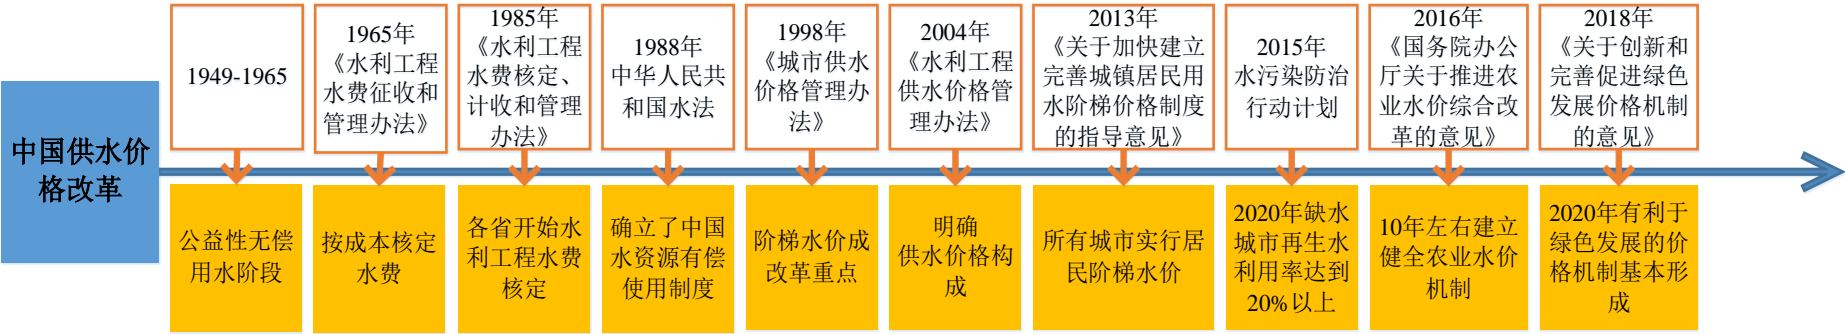 中国供水价
格改革
1949-1965
公益性无偿
用水阶段
1965年
《水利工程
水费征收和
管理办法》
按成本核定
水费
1985年
《水利工程
水费核定、
计收和管理
办法》
各省开始水
利工程水费
核定
1988年
中华人民共
和国水法
确立了中国
水资源有偿
使用制度
1998年
《城市供水
价格管理办
法》
阶梯水价成
改革重点
2004年
《水利工程
供水价格管
理办法》
明确
供水价格构
成
2013年
《关于加快建立
完善城镇居民用
水阶梯价格制度
的指导意见》
所有城市实行居
民阶梯水价
2015年
水污染防治
行动计划
2020年缺水
城市再生水
利用率达到
20%以上
2016年
《国务院办公
厅关于推进农
业水价综合改
革的意见》
10年左右建立
健全农业水价
机制
2018年
《关于创新和
完善促进绿色
发展价格机制
的意见》
2020年有利于
绿色发展的价
格机制基本形
成